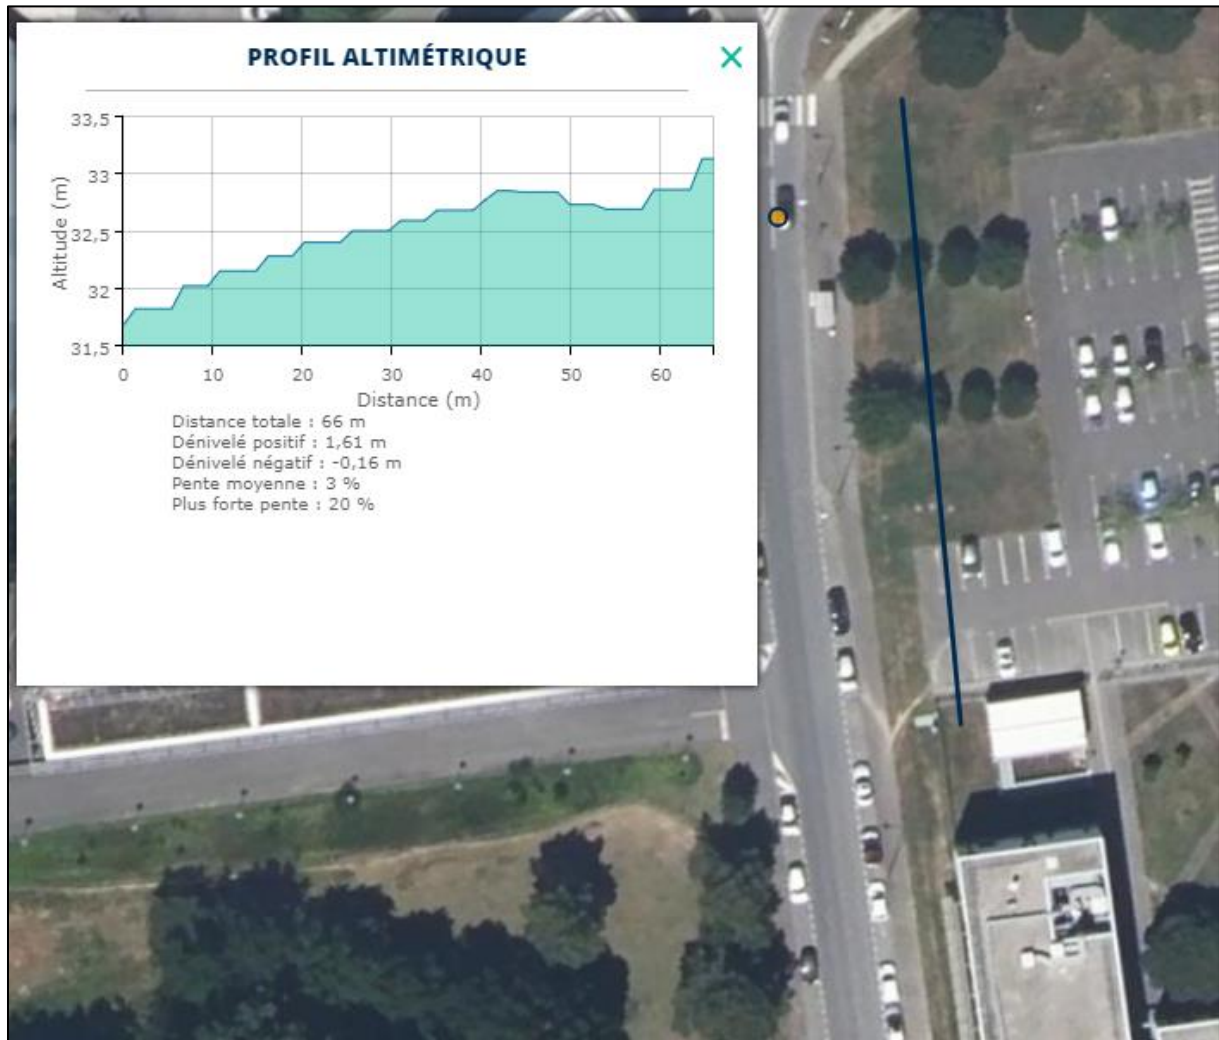 PROFIL ALTIMÉTRIQUE
33,5
33
32,5
32
31,5
Altitude (m)
0 10 20 30 40 50 60
Distance (m)
Distance totale : 66 m
Dénivelé positif : 1,61 m
Dénivelé négatif : -0,16 m
Pente moyenne : 3 %
Plus forte pente : 20 %